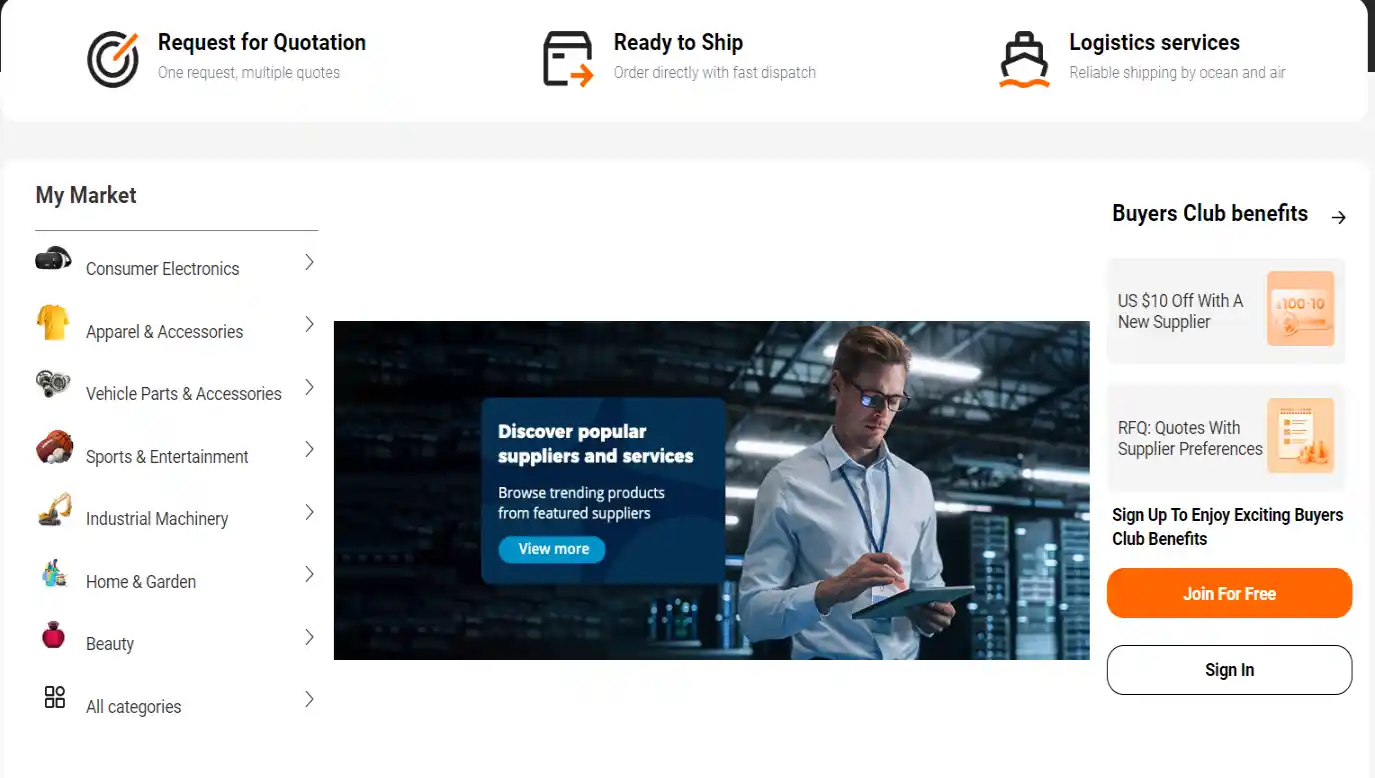 Request for Quotation
One request, multiple quotes
Ready to Ship
Order directly with fast dispatch
Logistics services
Reliable shipping by ocean and air
My Market
Consumer Electronics
Apparel & Accessories
Vehicle Parts & Accessories
Sports & Entertainment
Industrial Machinery
Home & Garden
Beauty
All categories
Discover popular
suppliers and services
Browse trending products
from featured suppliers
View more
Buyers Club benefits
US $10 Off With A
New Supplier
$100-10
RFQ: Quotes With
Supplier Preferences
Sign Up To Enjoy Exciting Buyers
Club Benefits
Join For Free
Sign In